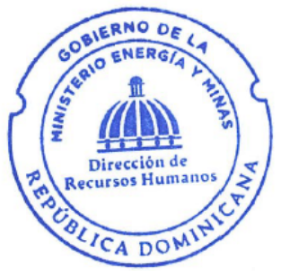 GOBIERNO DE LA
MINISTERIO ENERGÍA Y MINAS
Dirección de
Recursos Humanos
REPÚBLICA DOMINICANA